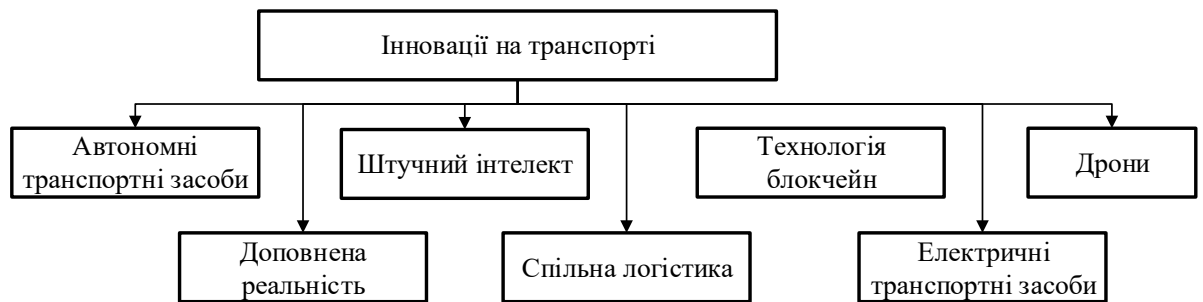 Інновації на транспорті
Автономні
транспортні засоби
Штучний інтелект
Технологія
блокчейн
Дрони
Доповнена
реальність
Спільна логістика
Електричні
транспортні засоби